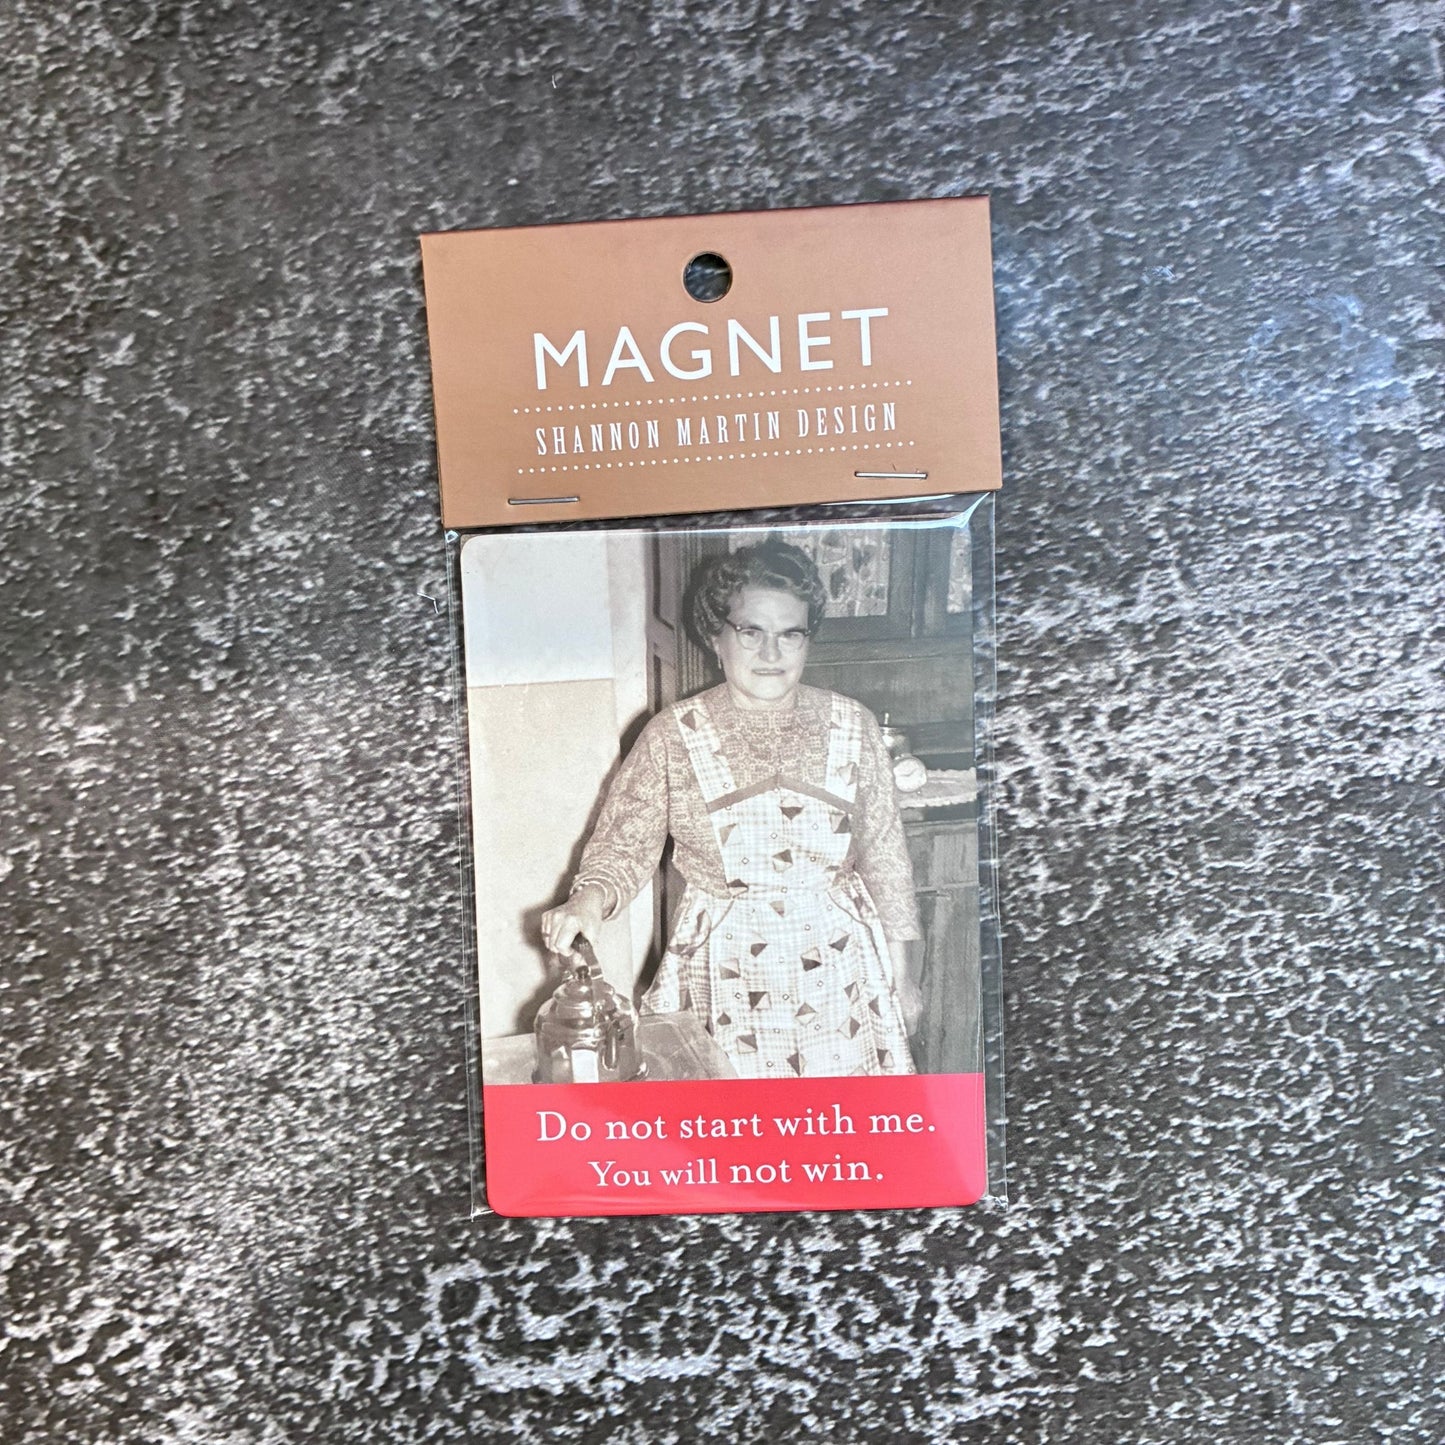 MAGNET
SHANNON MARTIN DESIGN
Do not start with me.
You will not win.